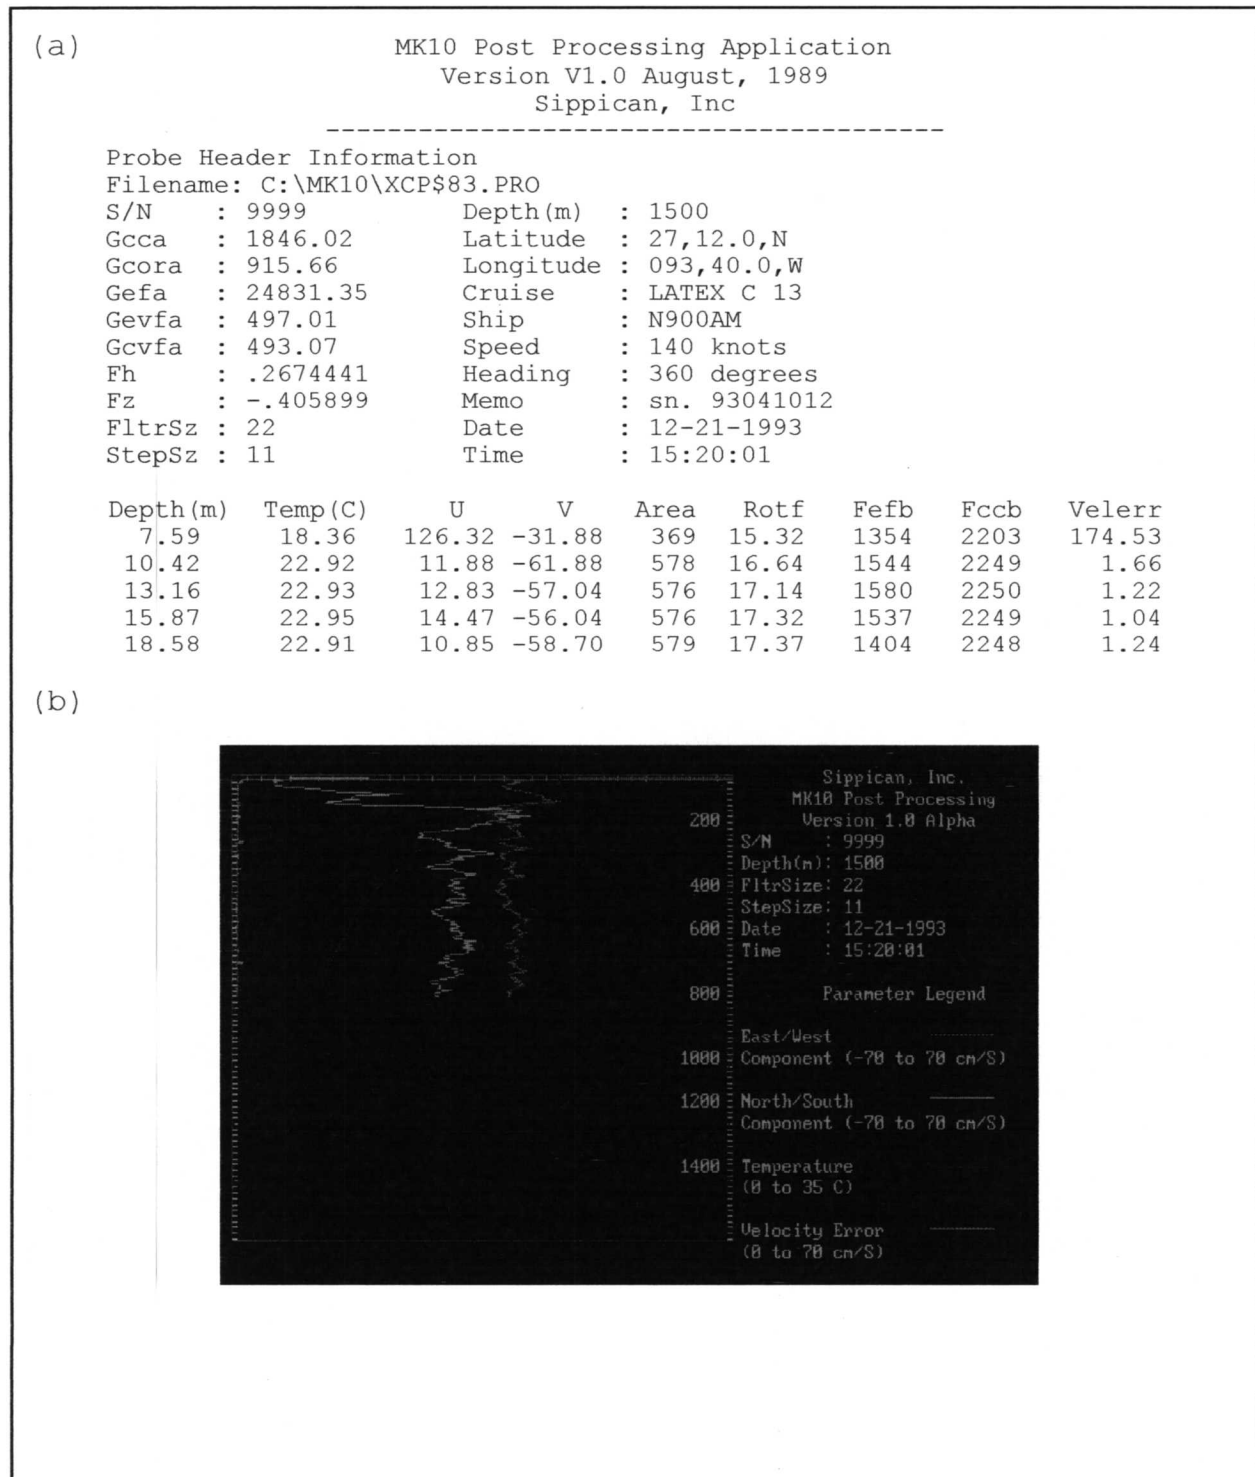 (a)
MK10 Post Processing Application
Version V1.0 August, 1989
Sippican, Inc
----------------------------------------
Probe Header Information
Filename: C:\MK10\XCP$83.PRO
S/N : 9999 Depth(m) : 1500
Gcca : 1846.02 Latitude : 27,12.0,N
Gcora : 915.66 Longitude : 093,40.0,W
Gefa : 24831.35 Cruise : LATEX C 13
Gevfa : 497.01 Ship : N900AM
Gcvfa : 493.07 Speed : 140 knots
Fh : .2674441 Heading : 360 degrees
Fz : -.405899 Memo : sn. 93041012
FltrSz : 22 Date : 12-21-1993
StepSz : 11 Time : 15:20:01
Depth(m) Temp(C) U V Area Rotf Fefb Fccb Velerr
7.59 18.36 126.32 -31.88 369 15.32 1354 2203 174.53
10.42 22.92 11.88 -61.88 578 16.64 1544 2249 1.66
13.16 22.93 12.83 -57.04 576 17.14 1580 2250 1.22
15.87 22.95 14.47 -56.04 576 17.32 1537 2249 1.04
18.58 22.91 10.85 -58.70 579 17.37 1404 2248 1.24
(b)
Sippican, Inc.
MK10 Post Processing
200 Version 1.0 Alpha
S/N : 9999
Depth(m): 1500
400 FltrSize: 22
StepSize: 11
600 Date : 12-21-1993
Time : 15:20:01
800 Parameter Legend
East/West
1000 Component (-70 to 70 cm/S)
1200 North/South
Component (-70 to 70 cm/S)
1400 Temperature
(0 to 35 C)
Velocity Error
(0 to 70 cm/S)